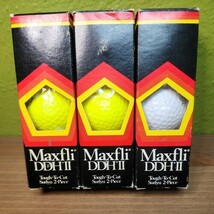 Maxfli
DDH II
Tough-To-Cut
Surlyn 2-Piece
Maxfli
DDH II
Tough-To-Cut
Surlyn 2-Piece
Maxfli
DDH II
Tough-To-Cut
Surlyn 2-Piece